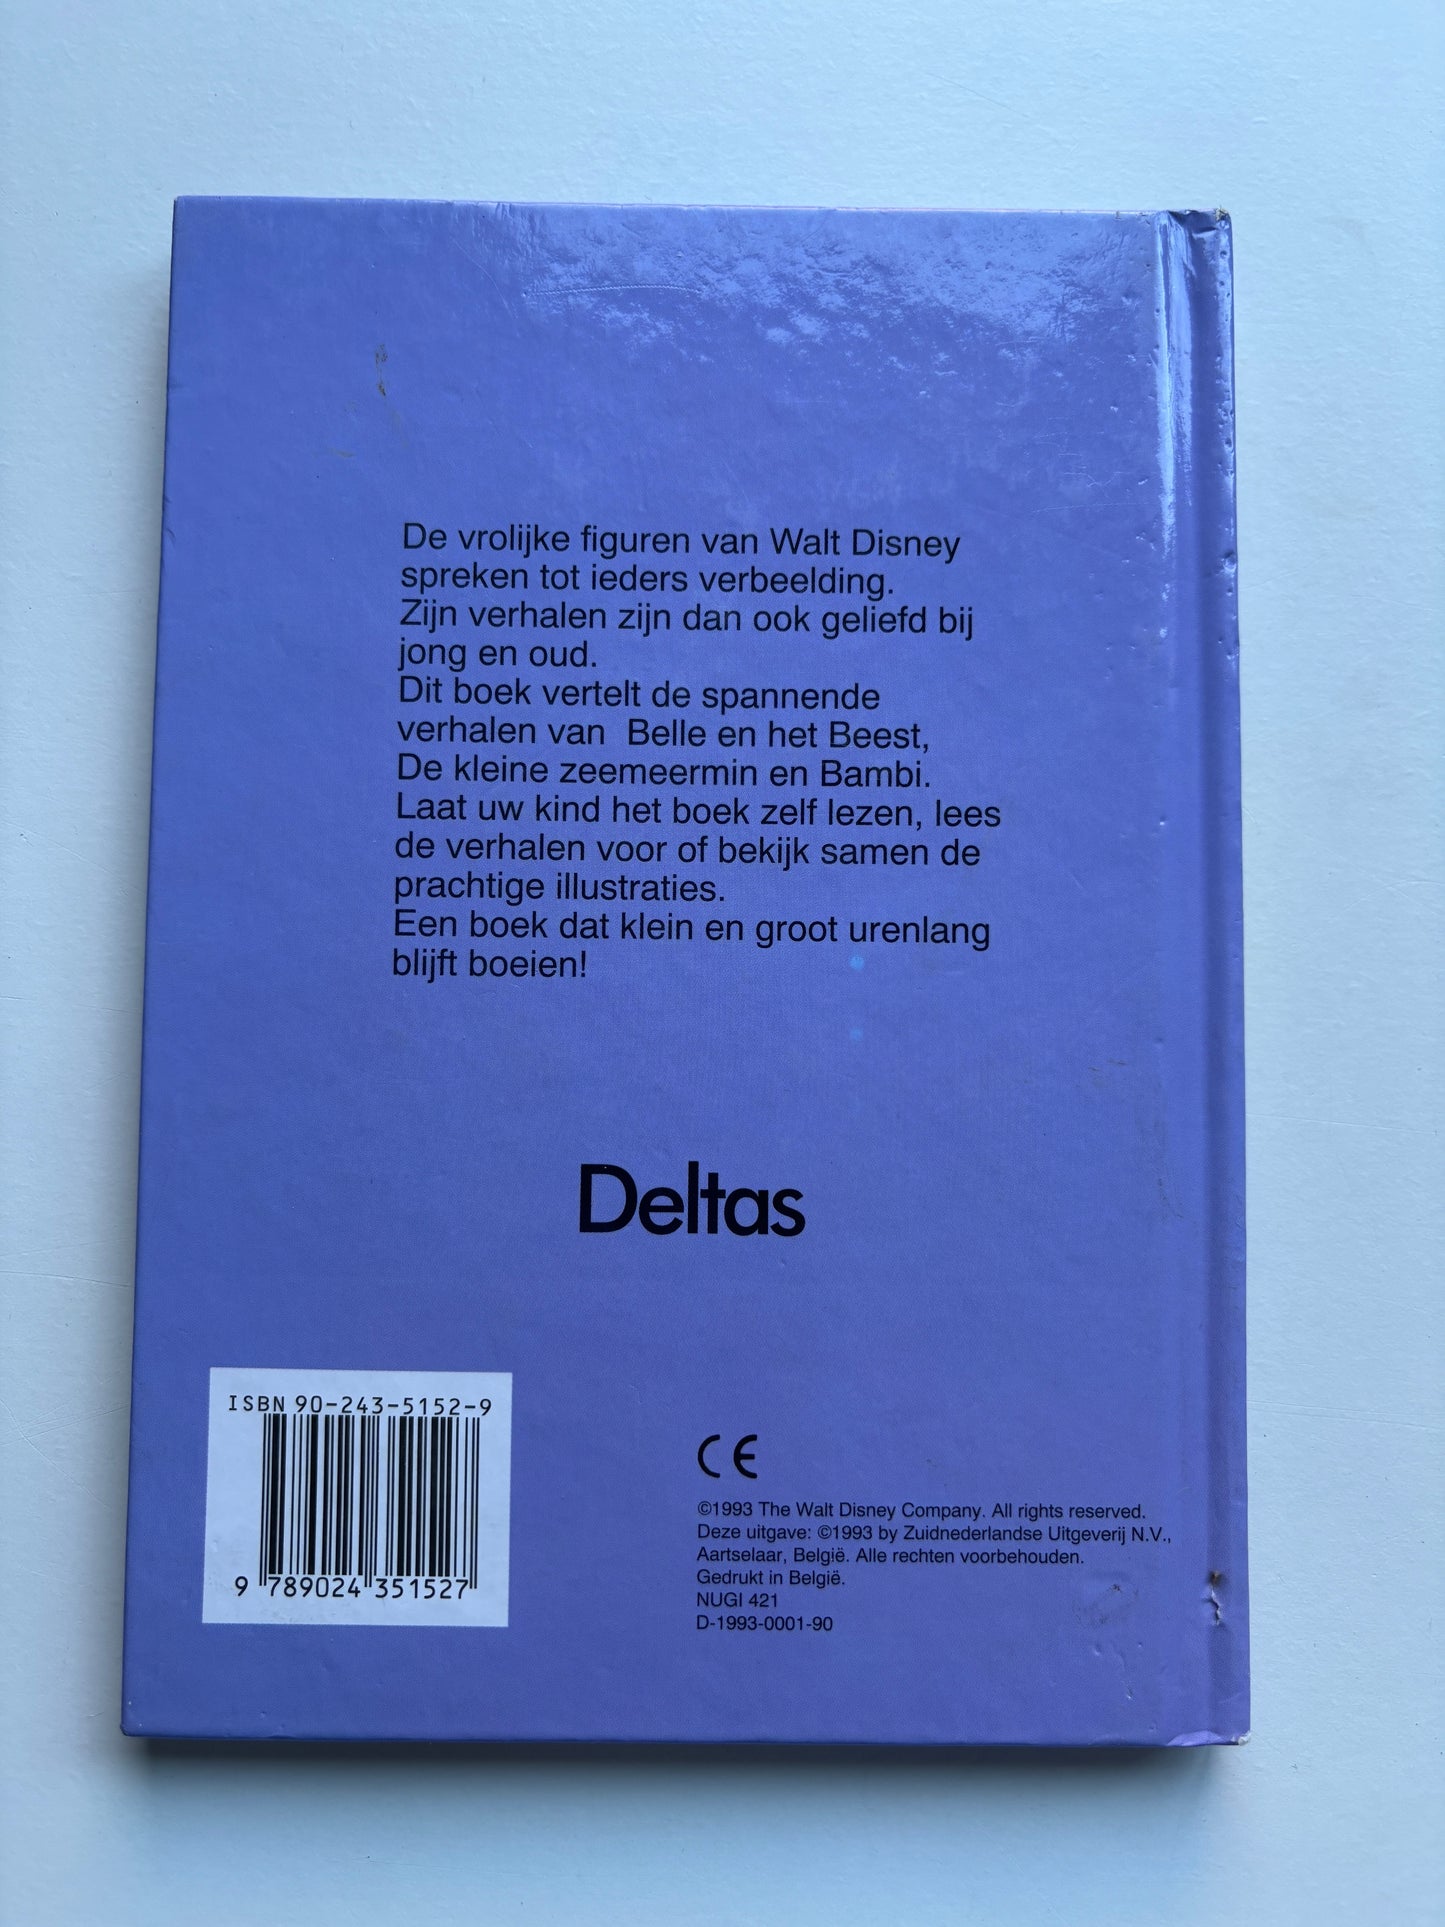 De vrolijke figuren van Walt Disney
spreken tot ieders verbeelding.
Zijn verhalen zijn dan ook geliefd bij
jong en oud.
Dit boek vertelt de spannende
verhalen van Belle en het Beest,
De kleine zeemeermin en Bambi.
Laat uw kind het boek zelf lezen, lees
de verhalen voor of bekijk samen de
prachtige illustraties.
Een boek dat klein en groot urenlang
blijft boeien!
Deltas
ISBN 90-243-5152-9
9 789024 351527
CE
©1993 The Walt Disney Company. All rights reserved.
Deze uitgave: ©1993 by Zuidnederlandse Uitgeverij N.V.,
Aartselaar, België. Alle rechten voorbehouden.
Gedrukt in België.
NUGI 421
D-1993-0001-90